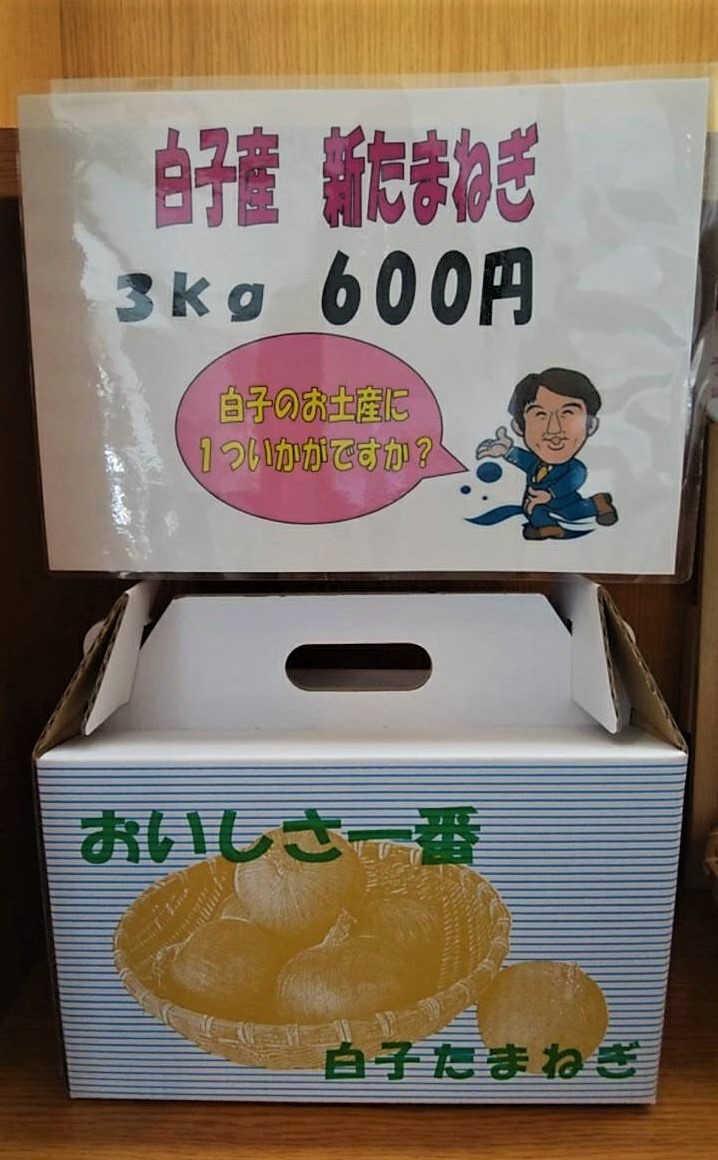 白子産 新たまねぎ
3kg 600円
白子のお土産に
1ついかがですか?
おいしさ一番
白子たまねぎ